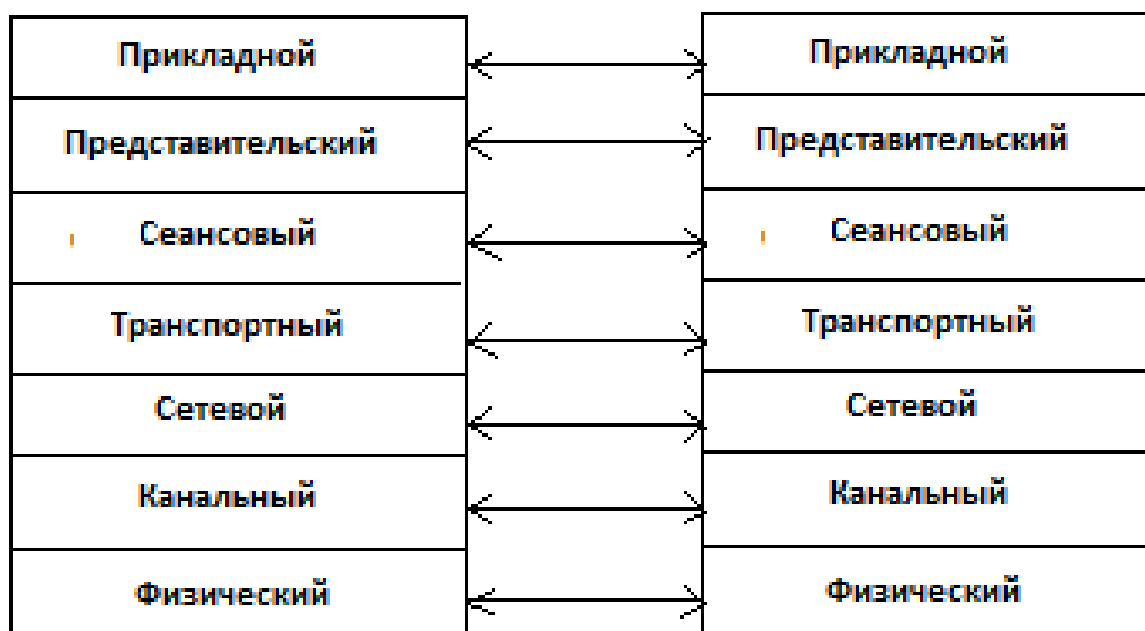 Прикладной
Прикладной
Представительский
Представительский
Сеансовый
Сеансовый
Транспортный
Транспортный
Сетевой
Сетевой
Канальный
Канальный
Физический
Физический